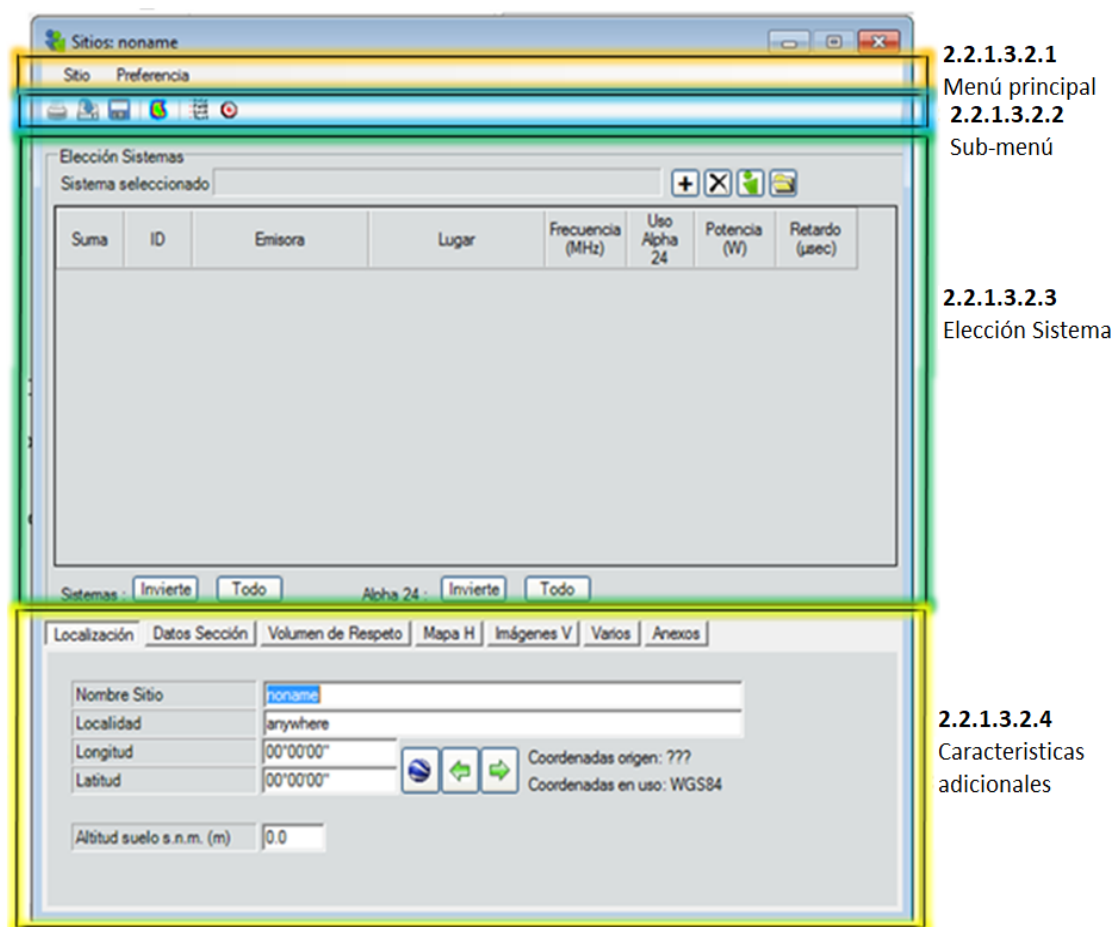 Sitios: noname
Sitio Preferencia
2.2.1.3.2.1
Menú principal
2.2.1.3.2.2
Sub-menú
Elección Sistemas
Sistema seleccionado
Suma ID Emisora Lugar Frecuencia (MHz) Uso Alpha 24 Potencia (W) Retardo (µsec)
2.2.1.3.2.3
Elección Sistema
Sistemas : Invierte Todo Alpha 24 : Invierte Todo
Localización Datos Sección Volumen de Respeto Mapa H Imágenes V Varios Anexos
Nombre Sitio noname
Localidad anywhere
Longitud 00°00'00"
Latitud 00°00'00"
Coordenadas origen: ???
Coordenadas en uso: WGS84
Altitud suelo s.n.m. (m) 0.0
2.2.1.3.2.4
Caracteristicas
adicionales